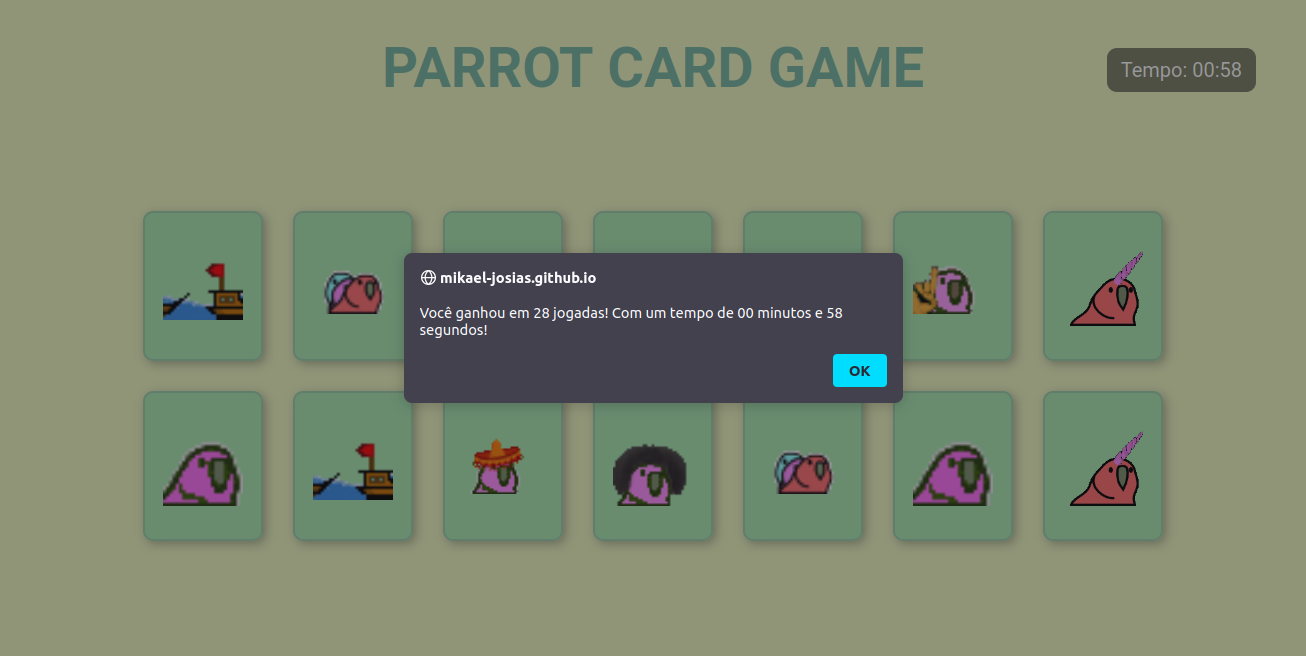 PARROT CARD GAME
Tempo: 00:58
mikael-josias.github.io
Você ganhou em 28 jogadas! Com um tempo de 00 minutos e 58
segundos!
OK